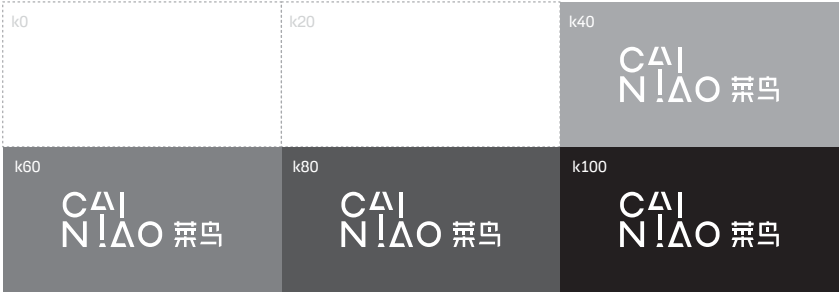 k0
k20
k40
CAI
NIAO 菜鸟
k60
CAI
NIAO 菜鸟
k80
CAI
NIAO 菜鸟
k100
CAI
NIAO 菜鸟